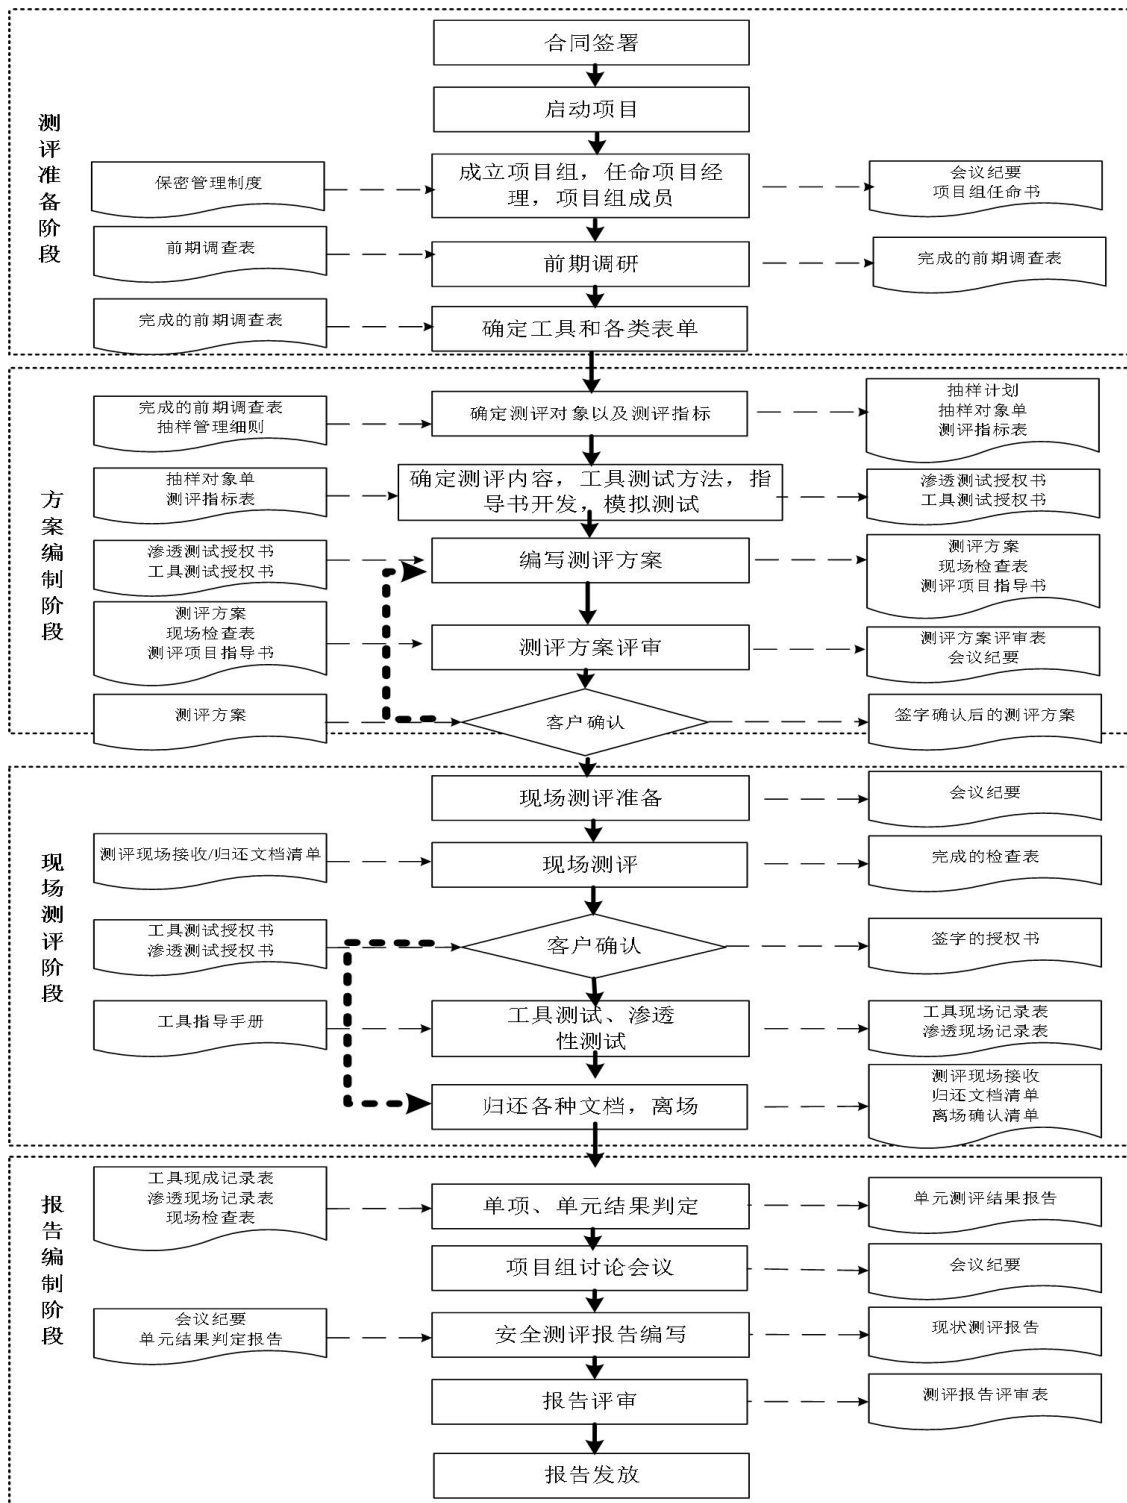 测评准备阶段
合同签署
启动项目
保密管理制度
成立项目组，任命项目经
理，项目组成员
会议纪要
项目组任命书
前期调查表
前期调研
完成的前期调查表
完成的前期调查表
确定工具和各类表单
方案编制阶段
完成的前期调查表
抽样管理细则
确定测评对象以及测评指标
抽样计划
抽样对象单
测评指标表
抽样对象单
测评指标表
确定测评内容，工具测试方法，指
导书开发，模拟测试
渗透测试授权书
工具测试授权书
渗透测试授权书
工具测试授权书
编写测评方案
测评方案
现场检查表
测评项目指导书
测评方案
现场检查表
测评项目指导书
测评方案评审
测评方案评审表
会议纪要
测评方案
客户确认
签字确认后的测评方案
现场测评阶段
现场测评准备
会议纪要
测评现场接收/归还文档清单
现场测评
完成的检查表
工具测试授权书
渗透测试授权书
客户确认
签字的授权书
工具指导手册
工具测试、渗透
性测试
工具现场记录表
渗透现场记录表
归还各种文档，离场
测评现场接收
归还文档清单
离场确认清单
报告编制阶段
工具现成记录表
渗透现场记录表
现场检查表
单项、单元结果判定
单元测评结果报告
项目组讨论会议
会议纪要
会议纪要
单元结果判定报告
安全测评报告编写
现状测评报告
报告评审
测评报告评审表
报告发放